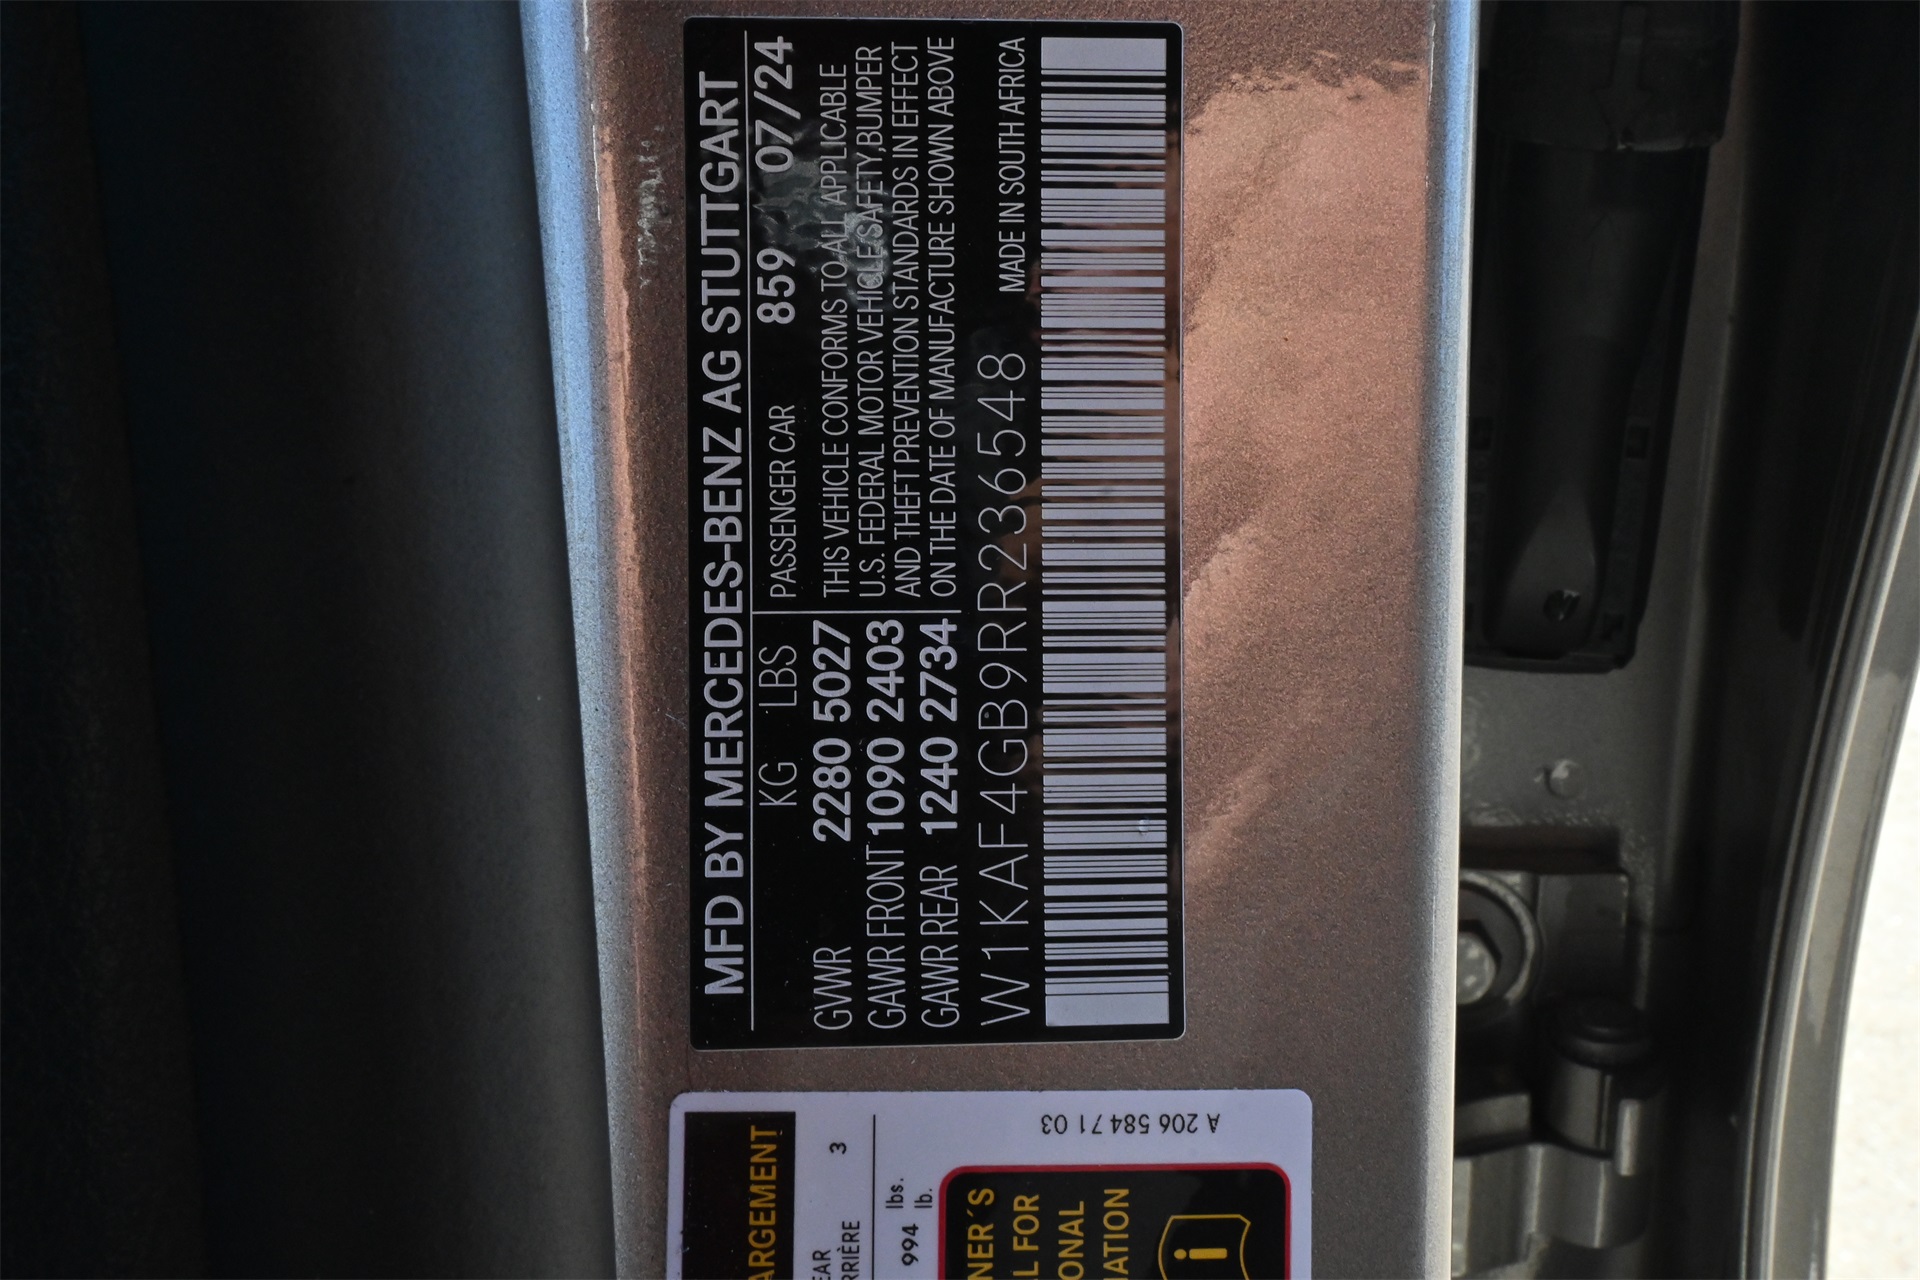 MFD BY MERCEDES-BENZ AG STUTTGART
KG LBS
PASSENGER CAR 859 07/24
GVWR 2280 5027
GAWR FRONT 1090 2403
GAWR REAR 1240 2734
THIS VEHICLE CONFORMS TO ALL APPLICABLE
U.S. FEDERAL MOTOR VEHICLE SAFETY,BUMPER
AND THEFT PREVENTION STANDARDS IN EFFECT
ON THE DATE OF MANUFACTURE SHOWN ABOVE
W1KAF4GB9RR236548
MADE IN SOUTH AFRICA
ARGEMENT
EAR
RRIÈRE
3
lbs.
994 lb.
A 206 584 71 03
NER´S
L FOR
ONAL
MATION
i